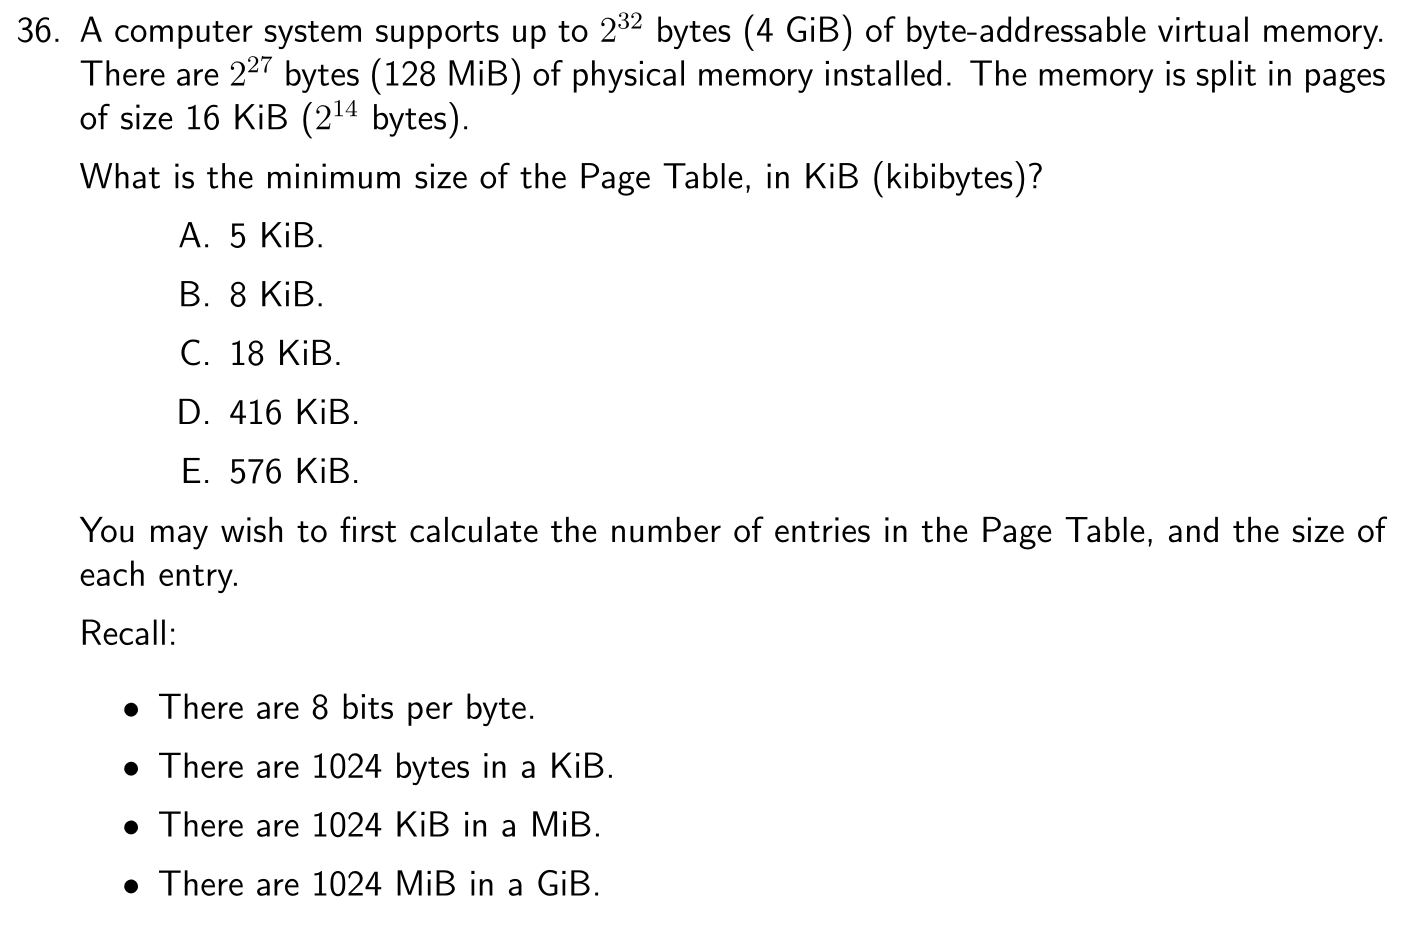 36. A computer system supports up to 2^32 bytes (4 GiB) of byte-addressable virtual memory.
There are 2^27 bytes (128 MiB) of physical memory installed. The memory is split in pages
of size 16 KiB (2^14 bytes).
What is the minimum size of the Page Table, in KiB (kibibytes)?
A. 5 KiB.
B. 8 KiB.
C. 18 KiB.
D. 416 KiB.
E. 576 KiB.
You may wish to first calculate the number of entries in the Page Table, and the size of
each entry.
Recall:
• There are 8 bits per byte.
• There are 1024 bytes in a KiB.
• There are 1024 KiB in a MiB.
• There are 1024 MiB in a GiB.